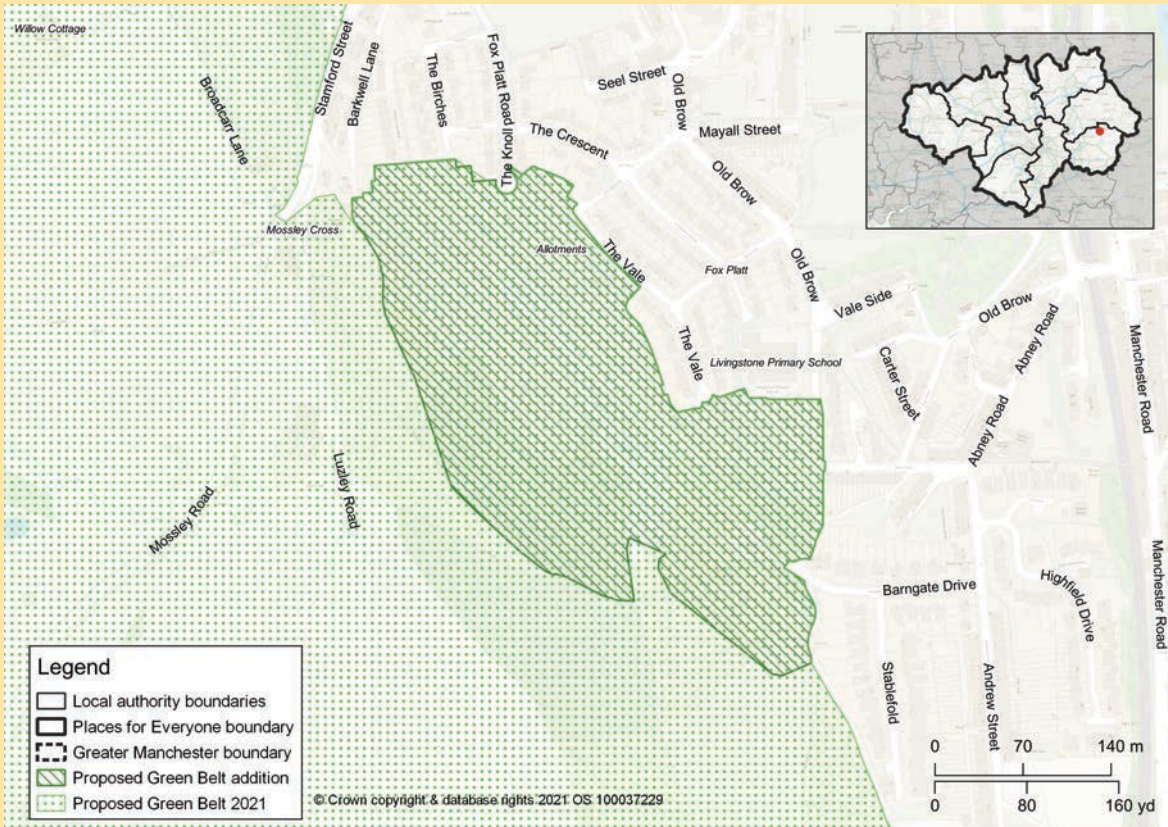 Willow Cottage
Broadcarr Lane
Stamford Street
Barkwell Lane
The Birches
Fox Platt Road
The Knoll
The Crescent
Seel Street
Old Brow
Mayall Street
Old Brow
Mossley Cross
Allotments
The Vale
Fox Platt
Old Brow
Vale Side
Old Brow
Abney Road
The Vale
Livingstone Primary School
Carter Street
Abney Road
Manchester Road
Luzley Road
Mossley Road
Manchester Road
Barngate Drive
Highfield Drive
Stablefold
Andrew Street
Legend
Local authority boundaries
Places for Everyone boundary
Greater Manchester boundary
Proposed Green Belt addition
Proposed Green Belt 2021
© Crown copyright & database rights 2021 OS 100037229
0 70 140 m
0 80 160 yd